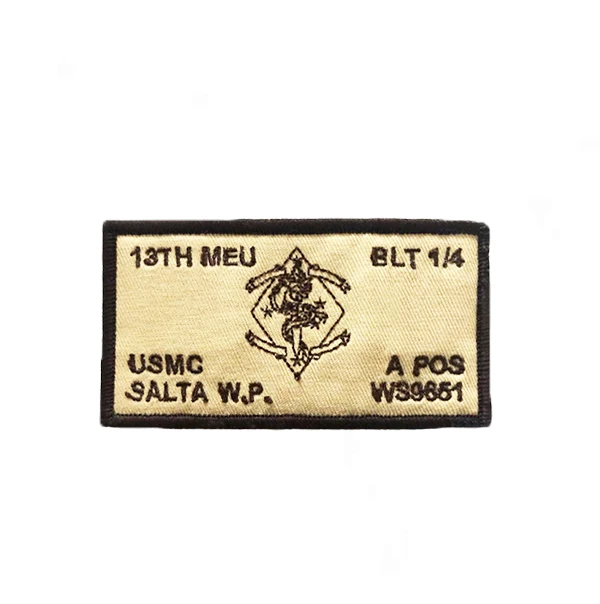 13TH MEU BLT 1/4
USMC A POS
SALTA W.P. WS9651